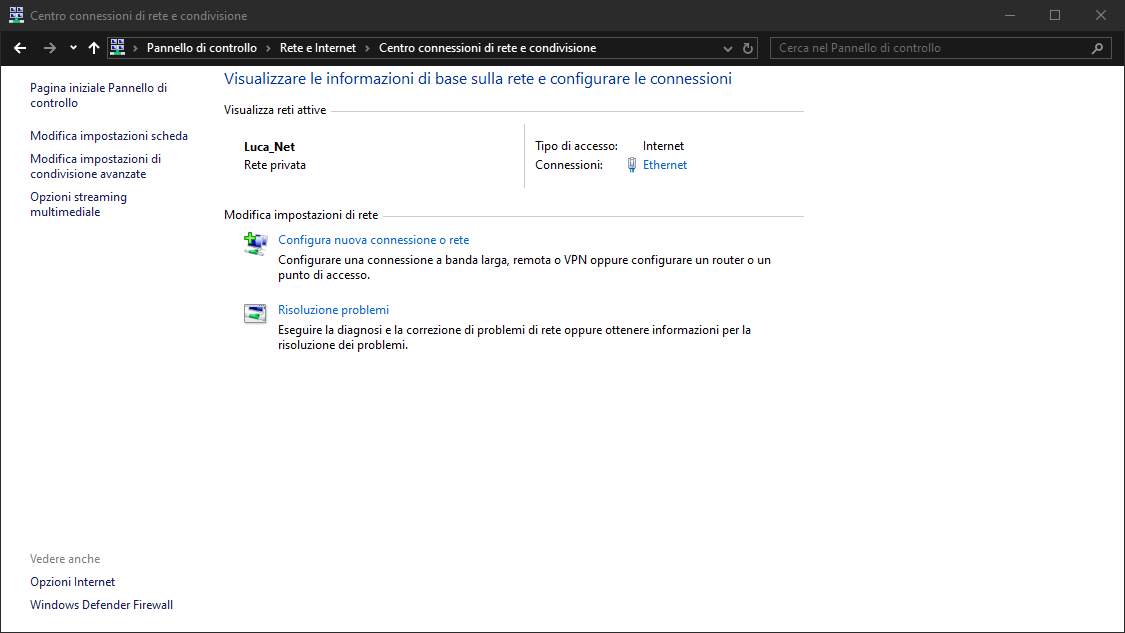 Centro connessioni di rete e condivisione
Pannello di controllo › Rete e Internet › Centro connessioni di rete e condivisione
Cerca nel Pannello di controllo
Pagina iniziale Pannello di
controllo
Modifica impostazioni scheda
Modifica impostazioni di
condivisione avanzate
Opzioni streaming
multimediale
Visualizzare le informazioni di base sulla rete e configurare le connessioni
Visualizza reti attive
Luca_Net
Rete privata
Tipo di accesso: Internet
Connessioni: Ethernet
Modifica impostazioni di rete
Configura nuova connessione o rete
Configurare una connessione a banda larga, remota o VPN oppure configurare un router o un
punto di accesso.
Risoluzione problemi
Eseguire la diagnosi e la correzione di problemi di rete oppure ottenere informazioni per la
risoluzione dei problemi.
Vedere anche
Opzioni Internet
Windows Defender Firewall